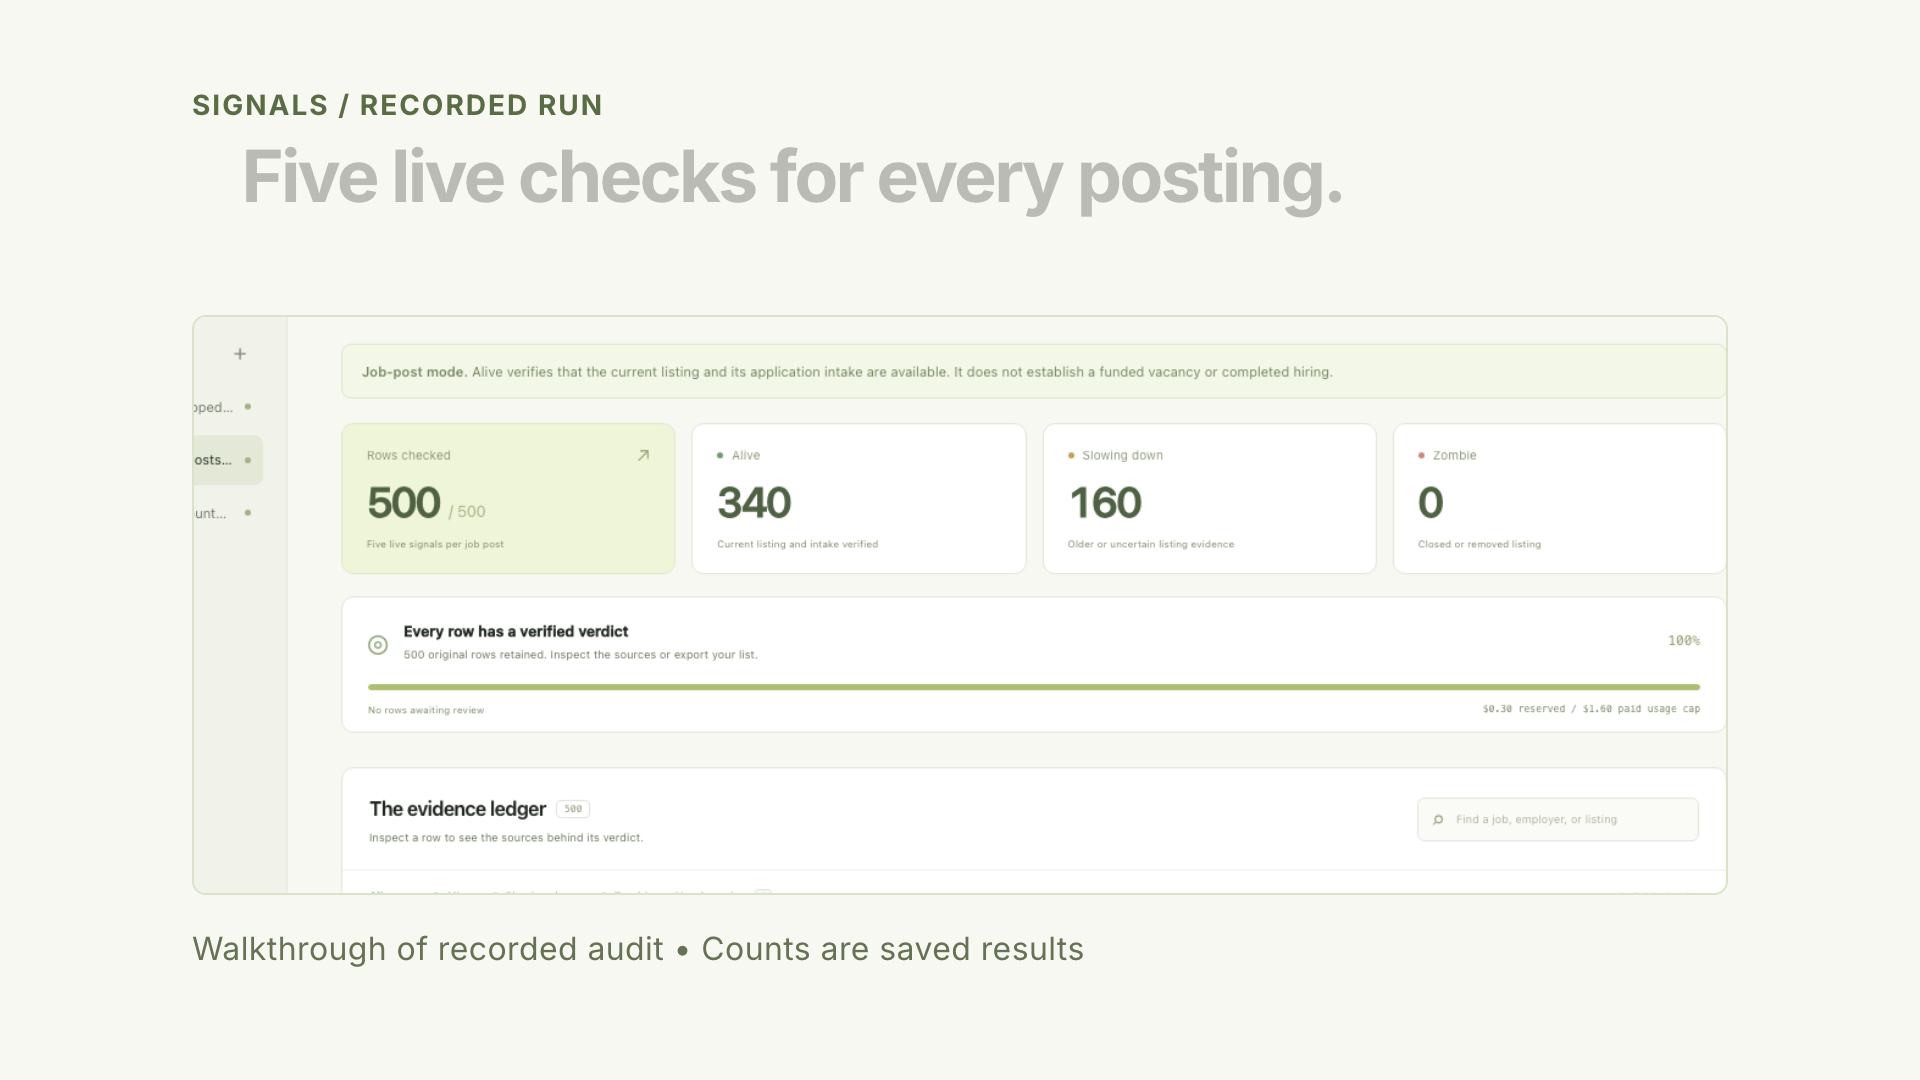 SIGNALS / RECORDED RUN
Five live checks for every posting.
+
Job-post mode. Alive verifies that the current listing and its application intake are available. It does not establish a funded vacancy or completed hiring.
pped...
osts...
unt...
Rows checked
500 / 500
Five live signals per job post
Alive
340
Current listing and intake verified
Slowing down
160
Older or uncertain listing evidence
Zombie
0
Closed or removed listing
Every row has a verified verdict
500 original rows retained. Inspect the sources or export your list.
100%
No rows awaiting review
$0.30 reserved / $1.60 paid usage cap
The evidence ledger 500
Inspect a row to see the sources behind its verdict.
Find a job, employer, or listing
Walkthrough of recorded audit • Counts are saved results